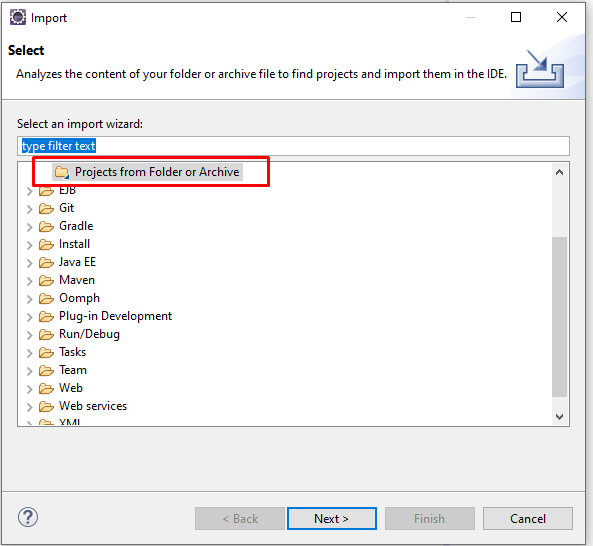 Import
Select
Analyzes the content of your folder or archive file to find projects and import them in the IDE.
Select an import wizard:
type filter text
Projects from Folder or Archive
EJB
Git
Gradle
Install
Java EE
Maven
Oomph
Plug-in Development
Run/Debug
Tasks
Team
Web
Web services
XML
?
< Back
Next >
Finish
Cancel